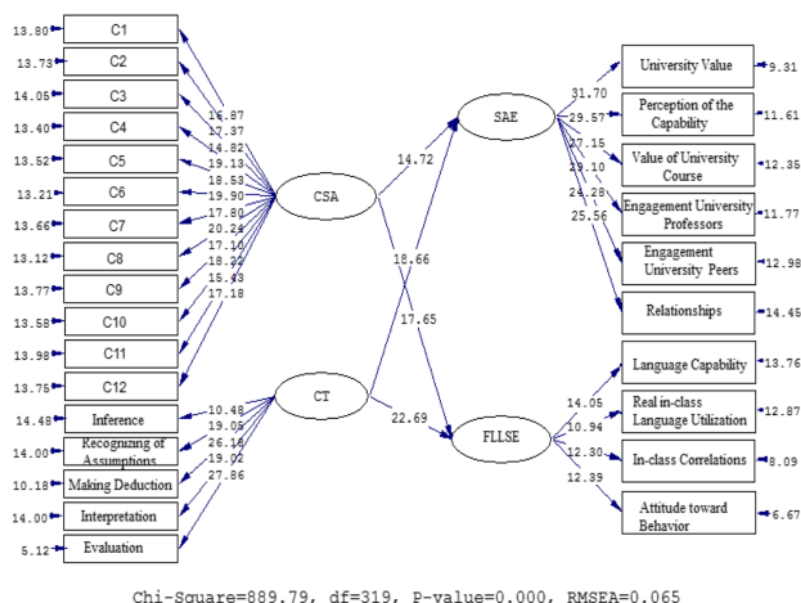 13.80 C1
13.73 C2
14.05 C3
13.40 C4
13.52 C5
13.21 C6
13.66 C7
13.12 C8
13.77 C9
13.58 C10
13.98 C11
13.75 C12
14.48 Inference
14.00 Recognizing of
Assumptions
10.18 Making Deduction
14.00 Interpretation
5.12 Evaluation
16.87
17.37
14.82
19.13
18.53
19.90
17.80
20.24
17.10
18.22
15.43
17.18
10.48
19.05
26.18
19.02
27.86
CSA
CT
14.72
18.66
17.65
22.69
SAE
FLLSE
31.70
29.57
27.15
29.10
24.28
25.56
14.05
10.94
12.30
12.39
University Value 9.31
Perception of the
Capability 11.61
Value of University
Course 12.35
Engagement University
Professors 11.77
Engagement
University Peers 12.98
Relationships 14.45
Language Capability 13.76
Real in-class
Language Utilization 12.87
In-class Correlations 8.09
Attitude toward
Behavior 6.67
Chi-Square=889.79, df=319, P-value=0.000, RMSEA=0.065